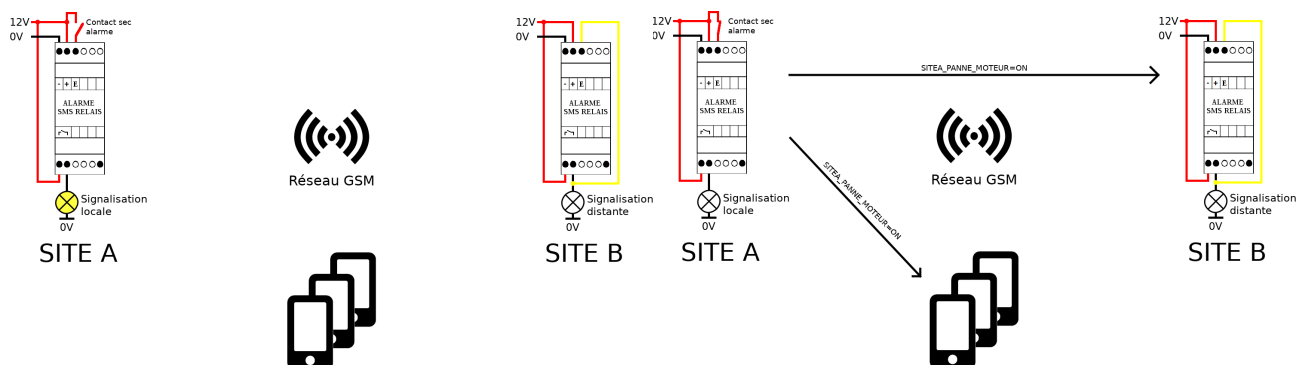 12V
0V
Contact sec
alarme
- + E
ALARME
SMS RELAIS
Signalisation
locale
0V
SITE A
Réseau GSM
12V
0V
- + E
ALARME
SMS RELAIS
Signalisation
distante
0V
SITE B
12V
0V
Contact sec
alarme
- + E
ALARME
SMS RELAIS
Signalisation
locale
0V
SITE A
SITEA_PANNE_MOTEUR=ON
SITEA_PANNE_MOTEUR=ON
Réseau GSM
12V
0V
- + E
ALARME
SMS RELAIS
Signalisation
distante
0V
SITE B